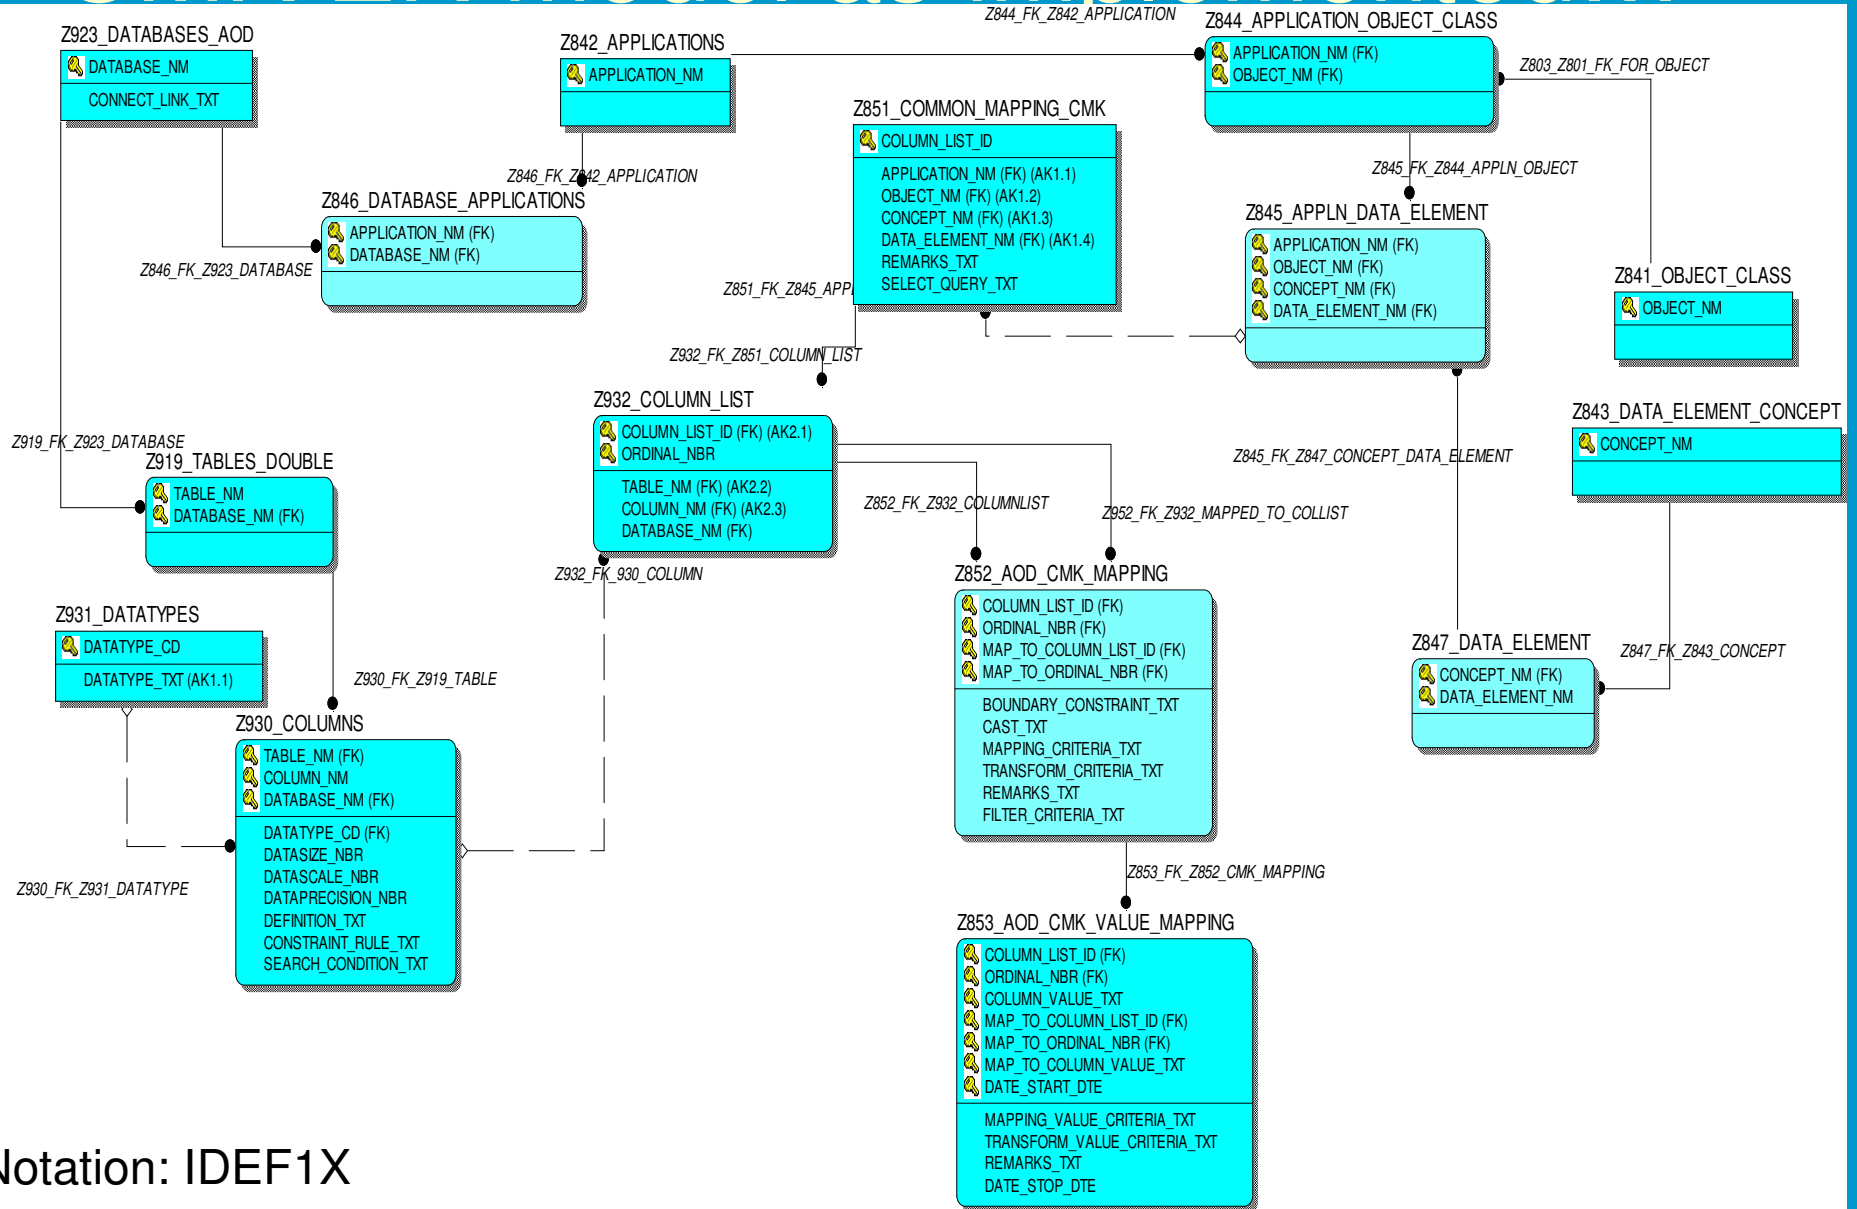 Z844_FK_Z842_APPLICATION
Z923_DATABASES_AOD
DATABASE_NM
CONNECT_LINK_TXT
Z842_APPLICATIONS
APPLICATION_NM
Z844_APPLICATION_OBJECT_CLASS
APPLICATION_NM (FK)
OBJECT_NM (FK)
Z803_Z801_FK_FOR_OBJECT
Z851_COMMON_MAPPING_CMK
COLUMN_LIST_ID
APPLICATION_NM (FK) (AK1.1)
OBJECT_NM (FK) (AK1.2)
CONCEPT_NM (FK) (AK1.3)
DATA_ELEMENT_NM (FK) (AK1.4)
REMARKS_TXT
SELECT_QUERY_TXT
Z846_FK_Z842_APPLICATION
Z845_FK_Z844_APPLN_OBJECT
Z846_DATABASE_APPLICATIONS
APPLICATION_NM (FK)
DATABASE_NM (FK)
Z846_FK_Z923_DATABASE
Z845_APPLN_DATA_ELEMENT
APPLICATION_NM (FK)
OBJECT_NM (FK)
CONCEPT_NM (FK)
DATA_ELEMENT_NM (FK)
Z841_OBJECT_CLASS
OBJECT_NM
Z851_FK_Z845_APPL
Z932_FK_Z851_COLUMN_LIST
Z932_COLUMN_LIST
COLUMN_LIST_ID (FK) (AK2.1)
ORDINAL_NBR
TABLE_NM (FK) (AK2.2)
COLUMN_NM (FK) (AK2.3)
DATABASE_NM (FK)
Z843_DATA_ELEMENT_CONCEPT
CONCEPT_NM
Z919_FK_Z923_DATABASE
Z919_TABLES_DOUBLE
TABLE_NM
DATABASE_NM (FK)
Z845_FK_Z847_CONCEPT_DATA_ELEMENT
Z852_FK_Z932_COLUMNLIST
Z952_FK_Z932_MAPPED_TO_COLLIST
Z932_FK_930_COLUMN
Z852_AOD_CMK_MAPPING
COLUMN_LIST_ID (FK)
ORDINAL_NBR (FK)
MAP_TO_COLUMN_LIST_ID (FK)
MAP_TO_ORDINAL_NBR (FK)
BOUNDARY_CONSTRAINT_TXT
CAST_TXT
MAPPING_CRITERIA_TXT
TRANSFORM_CRITERIA_TXT
REMARKS_TXT
FILTER_CRITERIA_TXT
Z931_DATATYPES
DATATYPE_CD
DATATYPE_TXT (AK1.1)
Z847_DATA_ELEMENT
CONCEPT_NM (FK)
DATA_ELEMENT_NM
Z847_FK_Z843_CONCEPT
Z930_FK_Z919_TABLE
Z930_COLUMNS
TABLE_NM (FK)
COLUMN_NM
DATABASE_NM (FK)
DATATYPE_CD (FK)
DATASIZE_NBR
DATASCALE_NBR
DATAPRECISION_NBR
DEFINITION_TXT
CONSTRAINT_RULE_TXT
SEARCH_CONDITION_TXT
Z930_FK_Z931_DATATYPE
Z853_FK_Z852_CMK_MAPPING
Z853_AOD_CMK_VALUE_MAPPING
COLUMN_LIST_ID (FK)
ORDINAL_NBR (FK)
COLUMN_VALUE_TXT
MAP_TO_COLUMN_LIST_ID (FK)
MAP_TO_ORDINAL_NBR (FK)
MAP_TO_COLUMN_VALUE_TXT
DATE_START_DTE
MAPPING_VALUE_CRITERIA_TXT
TRANSFORM_VALUE_CRITERIA_TXT
REMARKS_TXT
DATE_STOP_DTE
Notation: IDEF1X